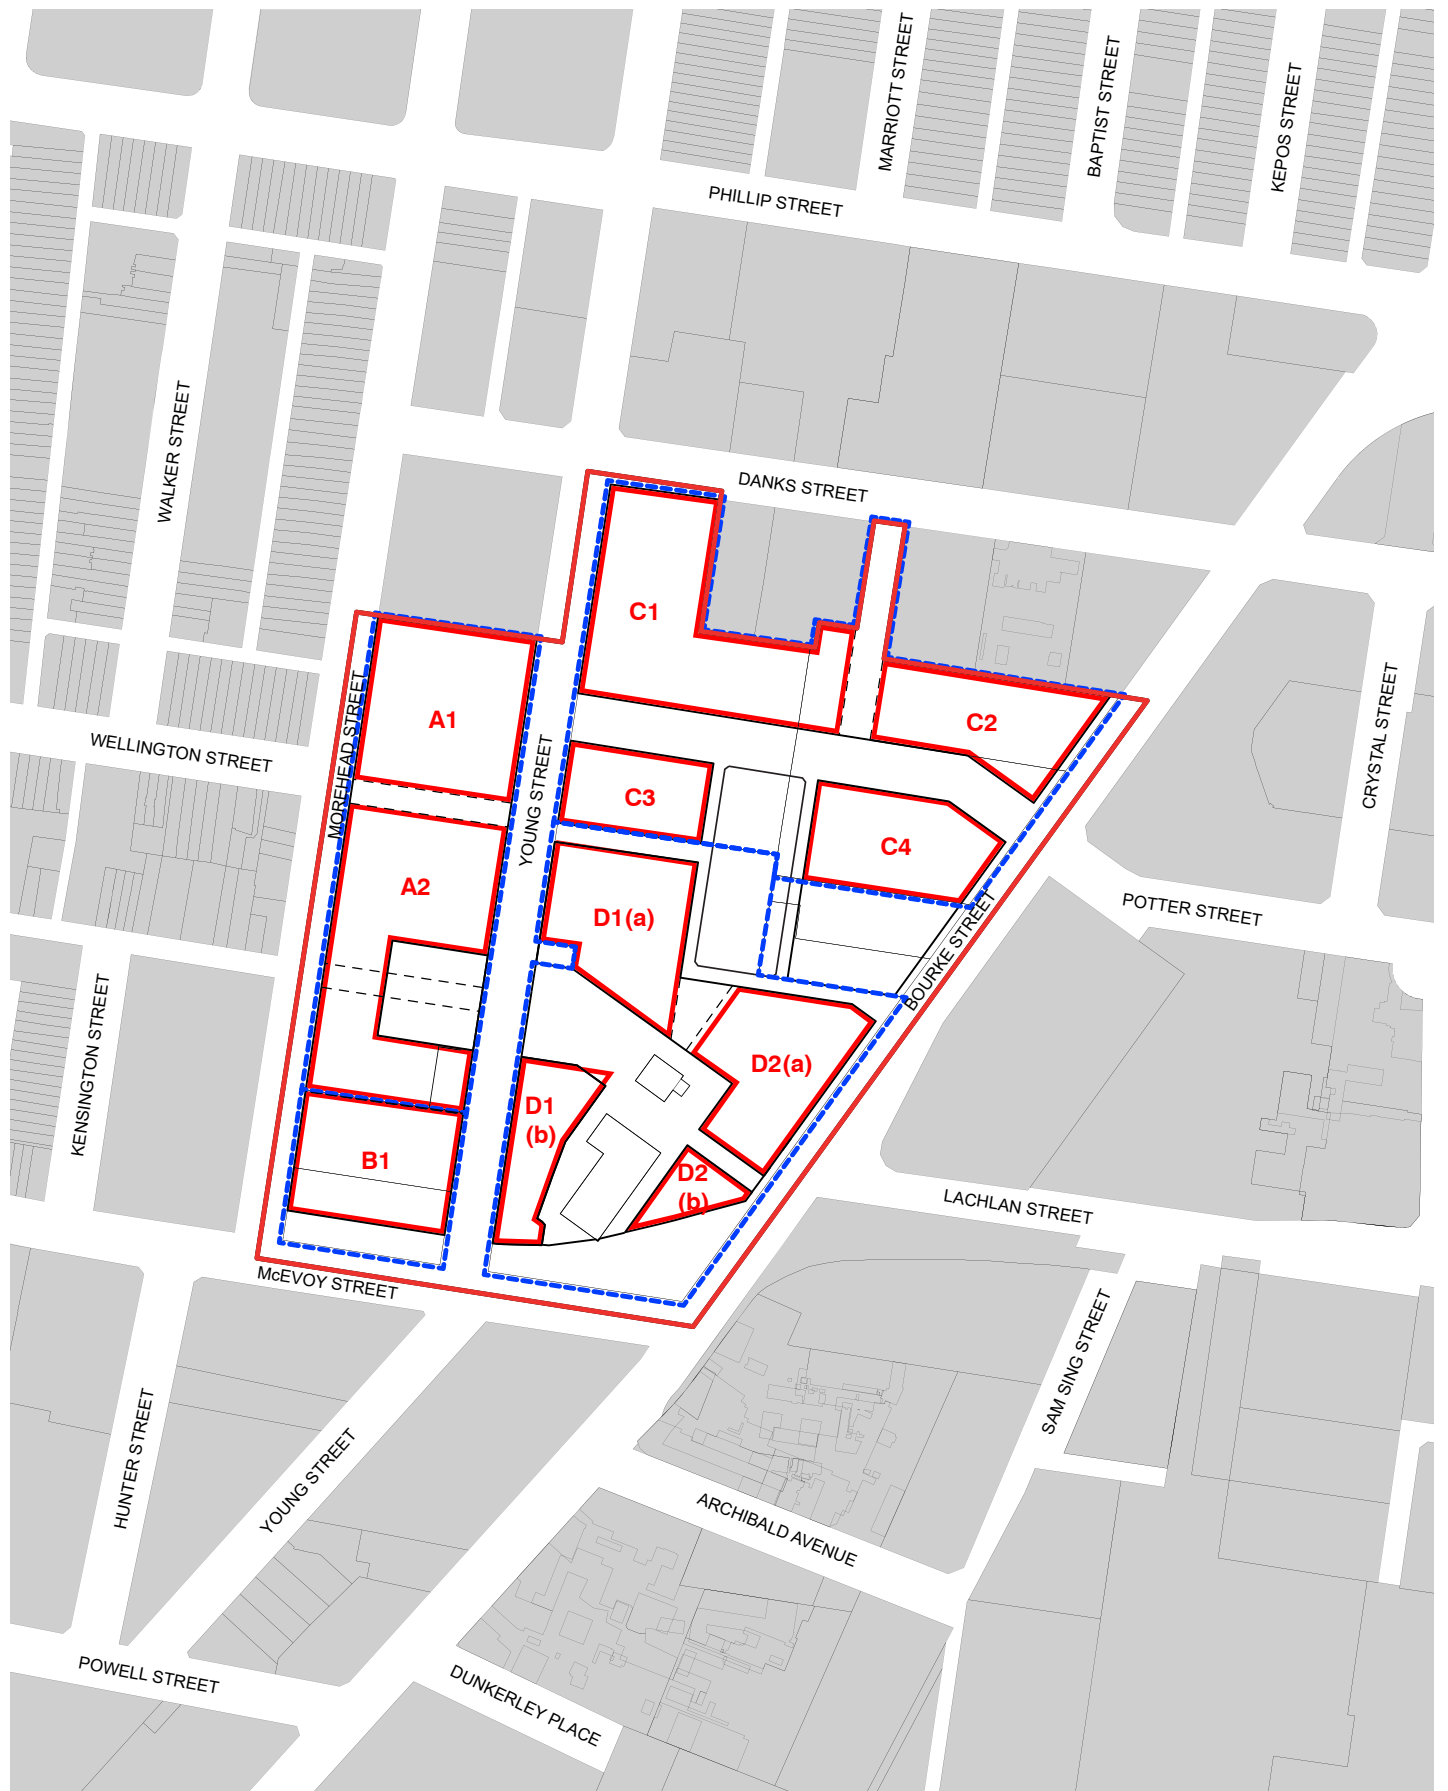 MARRIOTT STREET
BAPTIST STREET
KEPOS STREET
PHILLIP STREET
WALKER STREET
DANKS STREET
C1
A1
C2
MOREHEAD STREET
WELLINGTON STREET
CRYSTAL STREET
YOUNG STREET
C3
C4
A2
D1(a)
POTTER STREET
BOURKE STREET
KENSINGTON STREET
D2(a)
D1
(b)
B1
D2
(b)
LACHLAN STREET
McEVOY STREET
SAM SING STREET
HUNTER STREET
YOUNG STREET
ARCHIBALD AVENUE
POWELL STREET
DUNKERLEY PLACE